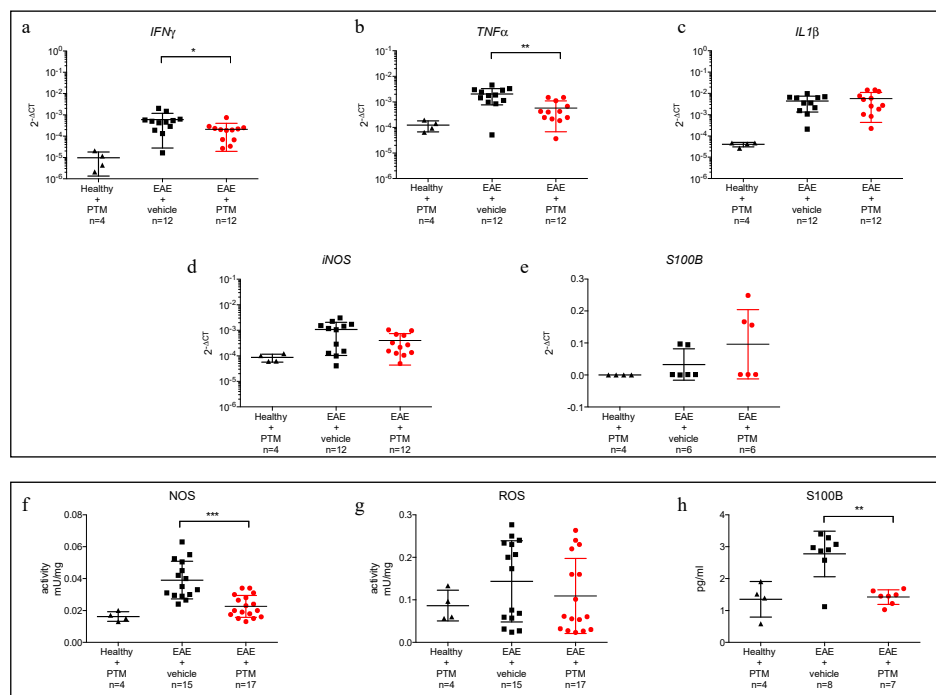 a
IFNγ
10^0
10^-1
10^-2
10^-3
10^-4
10^-5
10^-6
2^-ΔCT
*
Healthy + PTM n=4
EAE + vehicle n=12
EAE + PTM n=12
b
TNFα
10^0
10^-1
10^-2
10^-3
10^-4
10^-5
10^-6
2^-ΔCT
**
Healthy + PTM n=4
EAE + vehicle n=12
EAE + PTM n=12
c
IL1β
10^0
10^-1
10^-2
10^-3
10^-4
10^-5
10^-6
2^-ΔCT
Healthy + PTM n=4
EAE + vehicle n=12
EAE + PTM n=12
d
iNOS
10^-1
10^-2
10^-3
10^-4
10^-5
10^-6
2^-ΔCT
Healthy + PTM n=4
EAE + vehicle n=12
EAE + PTM n=12
e
S100B
0.3
0.2
0.1
0.0
-0.1
2^-ΔCT
Healthy + PTM n=4
EAE + vehicle n=6
EAE + PTM n=6
f
NOS
0.08
0.06
0.04
0.02
0.00
activity mU/mg
***
Healthy + PTM n=4
EAE + vehicle n=15
EAE + PTM n=17
g
ROS
0.3
0.2
0.1
0.0
activity mU/mg
Healthy + PTM n=4
EAE + vehicle n=15
EAE + PTM n=17
h
S100B
4
3
2
1
0
pg/ml
**
Healthy + PTM n=4
EAE + vehicle n=8
EAE + PTM n=7